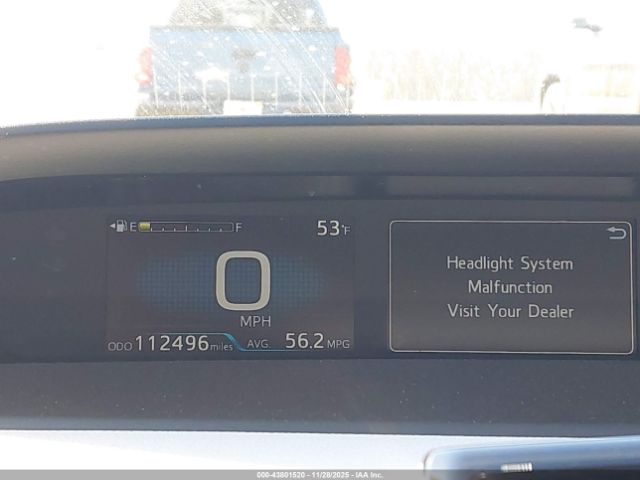 E F 53°F
0
MPH
ODO 112496 miles AVG. 56.2 MPG
Headlight System
Malfunction
Visit Your Dealer
000-43801520 - 11/28/2025 - IAA Inc.